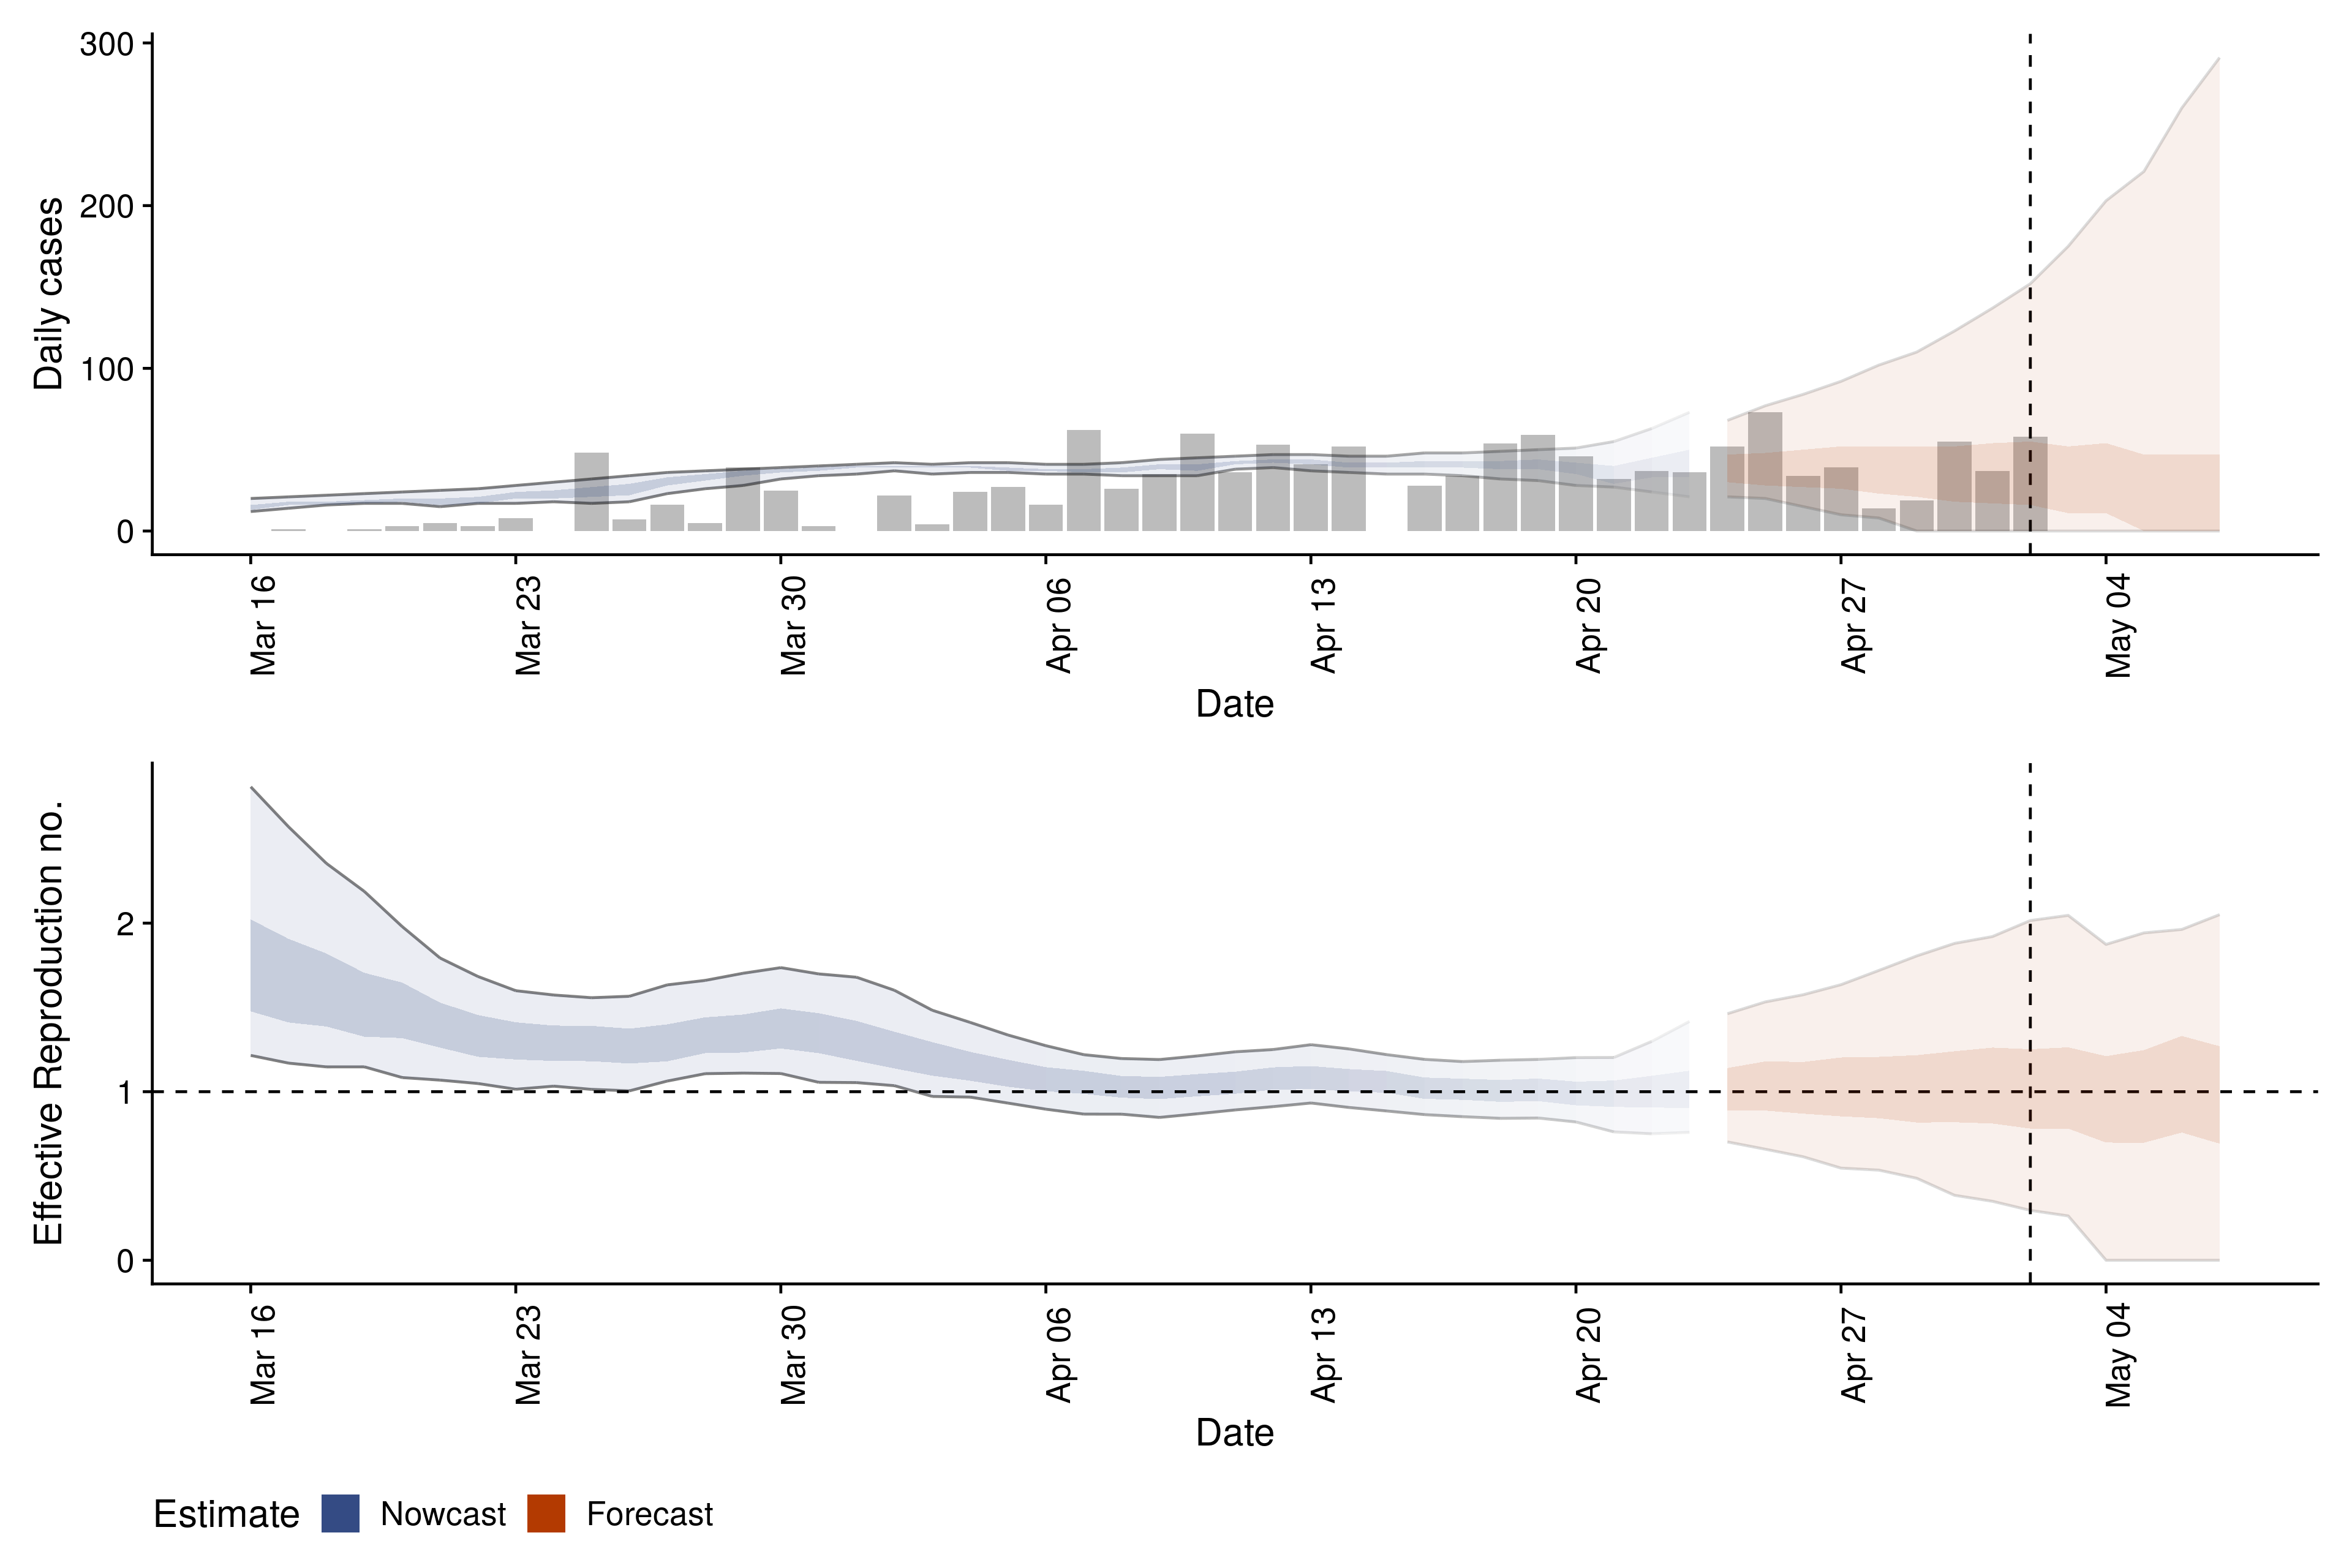 300
200
100
0
Daily cases
Mar 16
Mar 23
Mar 30
Apr 06
Apr 13
Apr 20
Apr 27
May 04
Date
2
1
0
Effective Reproduction no.
Mar 16
Mar 23
Mar 30
Apr 06
Apr 13
Apr 20
Apr 27
May 04
Date
Estimate Nowcast Forecast